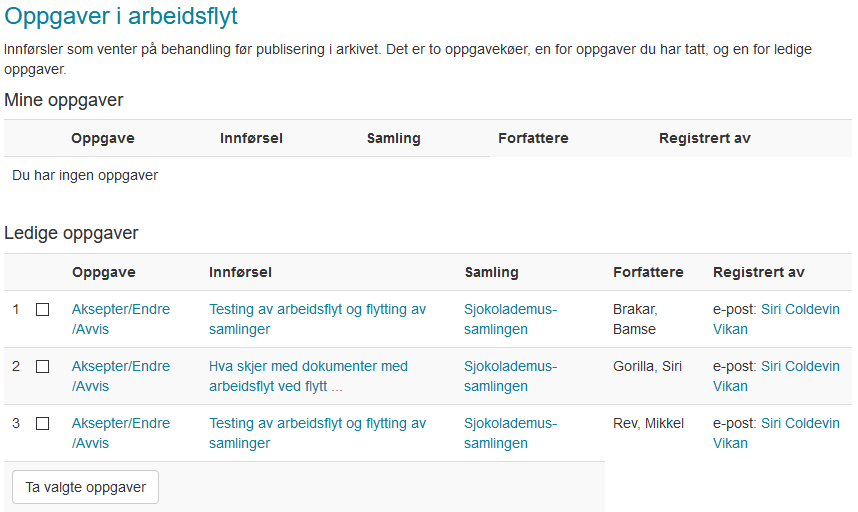 Oppgaver i arbeidsflyt
Innførsler som venter på behandling før publisering i arkivet. Det er to oppgavekøer, en for oppgaver du har tatt, og en for ledige
oppgaver.
Mine oppgaver
Oppgave Innførsel Samling Forfattere Registrert av
Du har ingen oppgaver
Ledige oppgaver
Oppgave Innførsel Samling Forfattere Registrert av
1 Aksepter/Endre Testing av arbeidsflyt og flytting av Sjokolademus- Brakar, e-post: Siri Coldevin
/Avvis samlinger samlingen Bamse Vikan
2 Aksepter/Endre Hva skjer med dokumenter med Sjokolademus- Gorilla, Siri e-post: Siri Coldevin
/Avvis arbeidsflyt ved flytt ... samlingen Vikan
3 Aksepter/Endre Testing av arbeidsflyt og flytting av Sjokolademus- Rev, Mikkel e-post: Siri Coldevin
/Avvis samlinger samlingen Vikan
Ta valgte oppgaver